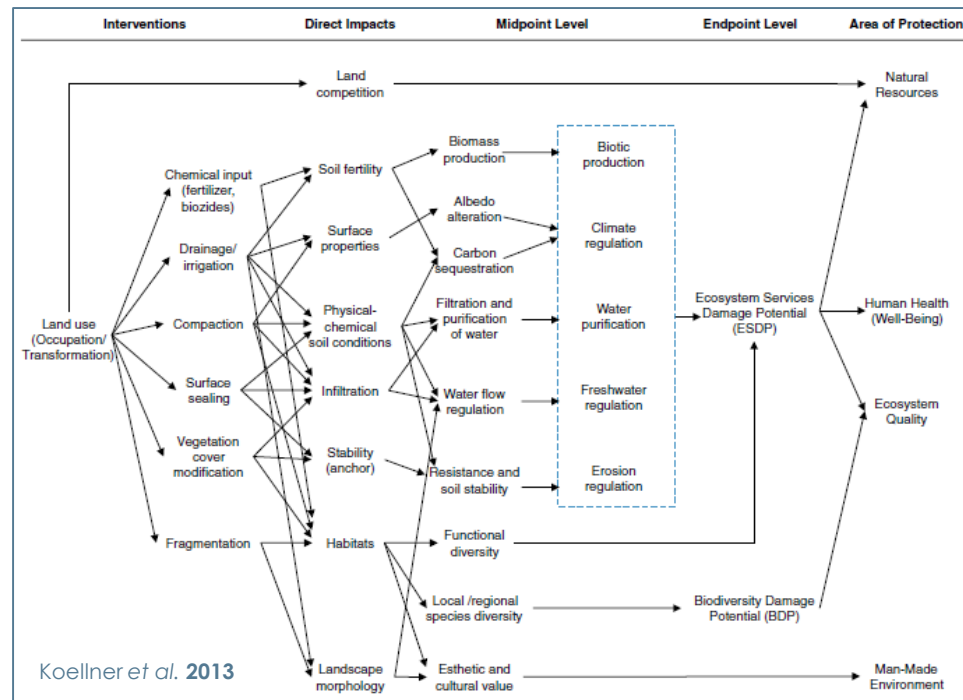 Interventions
Direct Impacts
Midpoint Level
Endpoint Level
Area of Protection
Land
competition
Natural
Resources
Chemical input
(fertilizer,
biozides)
Soil fertility
Biomass
production
Biotic
production
Drainage/
irrigation
Surface
properties
Albedo
alteration
Climate
regulation
Carbon
sequestration
Land use
(Occupation/
Transformation)
Compaction
Physical-
chemical
soil conditions
Filtration and
purification
of water
Water
purification
Ecosystem Services
Damage Potential
(ESDP)
Human Health
(Well-Being)
Surface
sealing
Infiltration
Water flow
regulation
Freshwater
regulation
Ecosystem
Quality
Vegetation
cover
modification
Stability
(anchor)
Resistance and
soil stability
Erosion
regulation
Fragmentation
Habitats
Functional
diversity
Local /regional
species diversity
Biodiversity Damage
Potential (BDP)
Landscape
morphology
Esthetic and
cultural value
Man-Made
Environment
Koellner et al. 2013